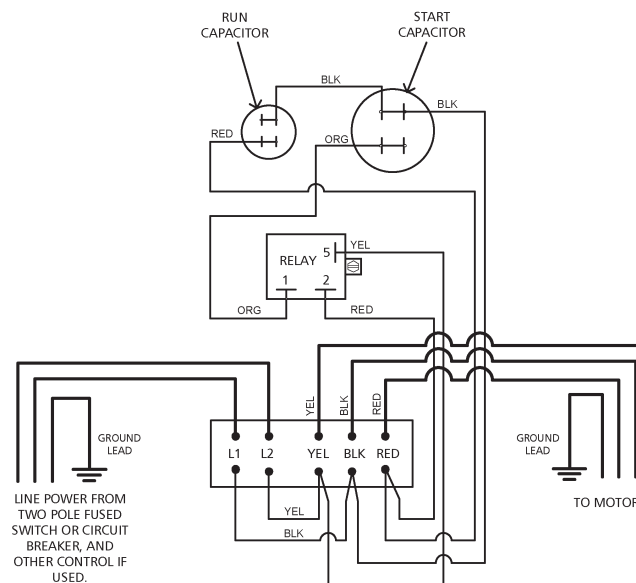 RUN
CAPACITOR
START
CAPACITOR
BLK
BLK
RED
ORG
RELAY
5
YEL
1
2
ORG
RED
YEL
BLK
RED
GROUND
LEAD
L1
L2
YEL
BLK
RED
GROUND
LEAD
YEL
BLK
LINE POWER FROM
TWO POLE FUSED
SWITCH OR CIRCUIT
BREAKER, AND
OTHER CONTROL IF
USED.
TO MOTOR